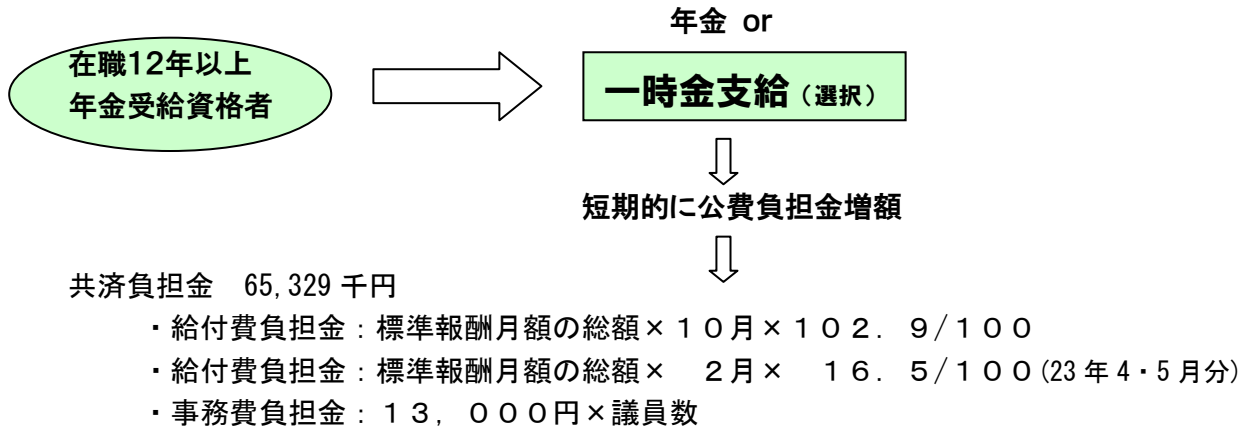 年金 or
在職12年以上
年金受給資格者
一時金支給（選択）
短期的に公費負担金増額
共済負担金　65,329 千円
・給付費負担金：標準報酬月額の総額×１０月×１０２．９/１００
・給付費負担金：標準報酬月額の総額×　２月×　１６．５/１００(23 年 4・5 月分)
・事務費負担金：１３，０００円×議員数